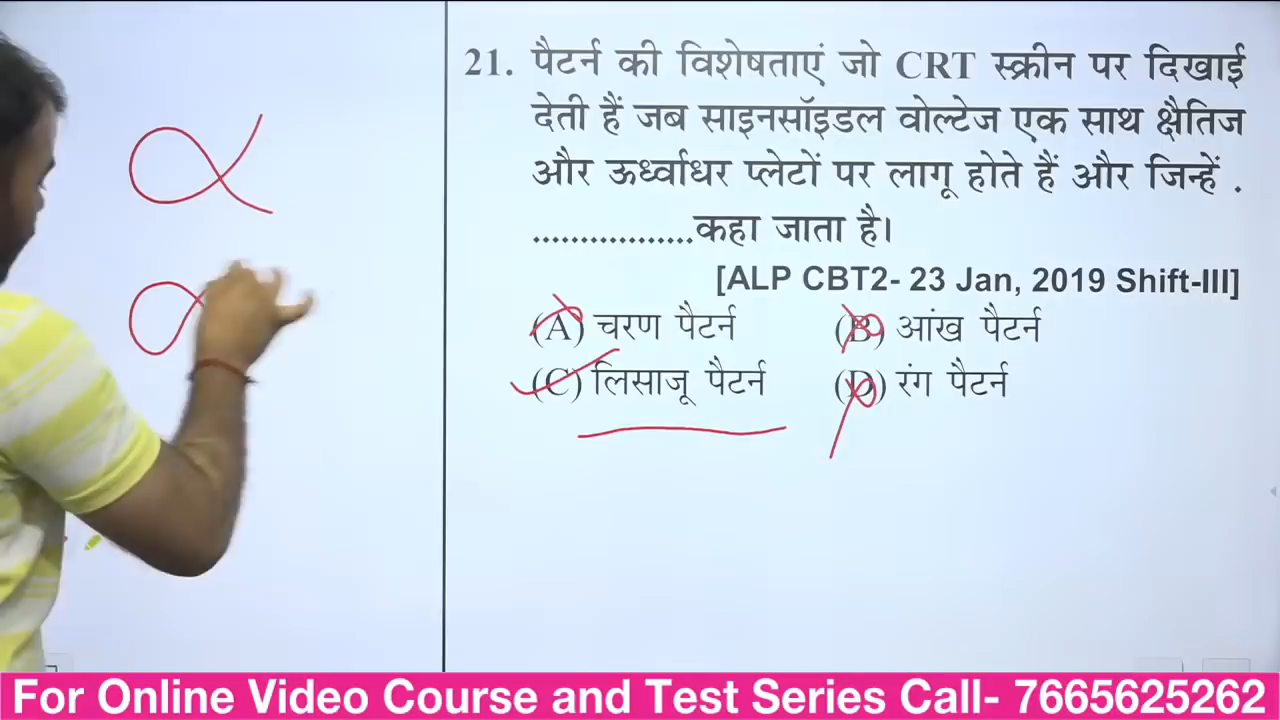 21. पैटर्न की विशेषताएं जो CRT स्क्रीन पर दिखाई
देती हैं जब साइनसॉइडल वोल्टेज एक साथ क्षैतिज
और ऊर्ध्वाधर प्लेटों पर लागू होते हैं और जिन्हें .
.................कहा जाता है।
[ALP CBT2- 23 Jan, 2019 Shift-III]
(A) चरण पैटर्न (B) आंख पैटर्न
(C) लिसाजू पैटर्न (D) रंग पैटर्न
For Online Video Course and Test Series Call- 7665625262